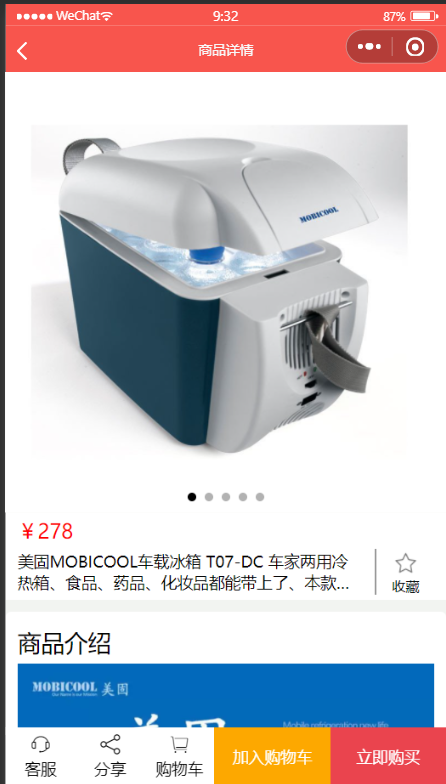 WeChat
9:32
87%
商品详情
MOBICOOL
￥278
美固MOBICOOL车载冰箱 T07-DC 车家两用冷
热箱、食品、药品、化妆品都能带上了、本款...
收藏
商品介绍
MOBICOOL 美固
美固
Mobile refrigeration new life
客服
分享
购物车
加入购物车
立即购买